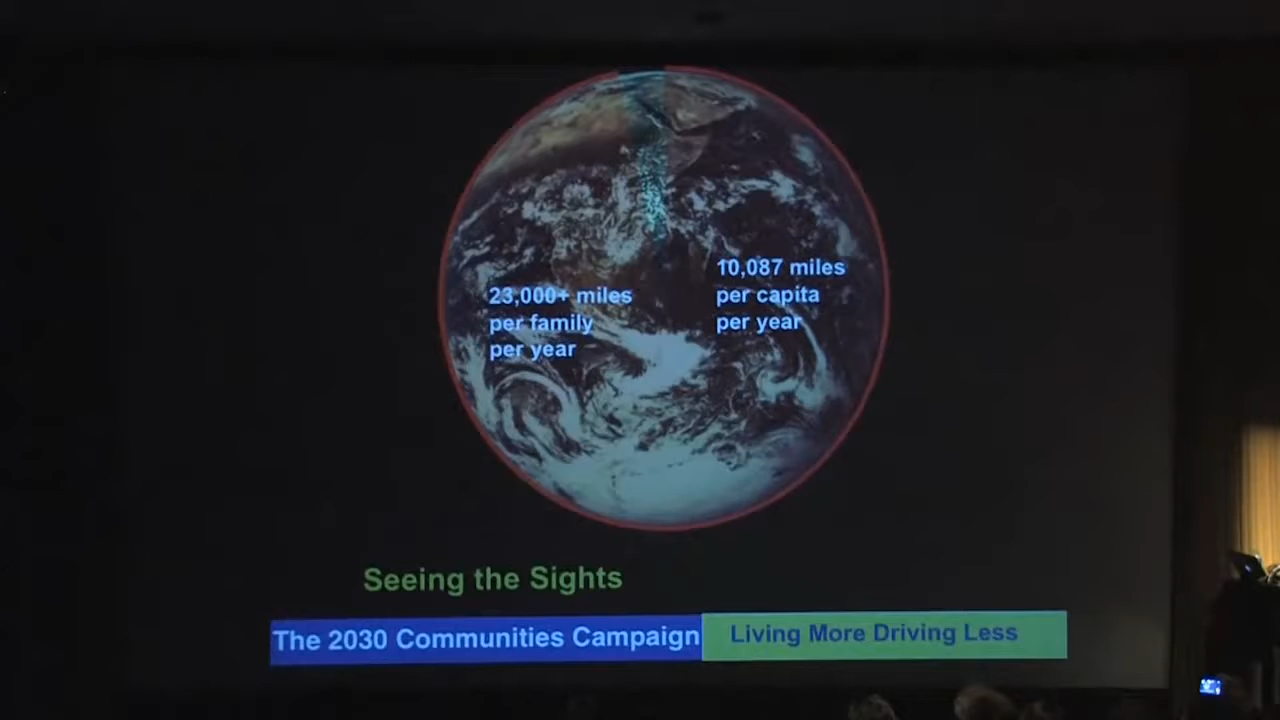 10,087 miles
per capita
per year
23,000+ miles
per family
per year
Seeing the Sights
The 2030 Communities Campaign
Living More Driving Less